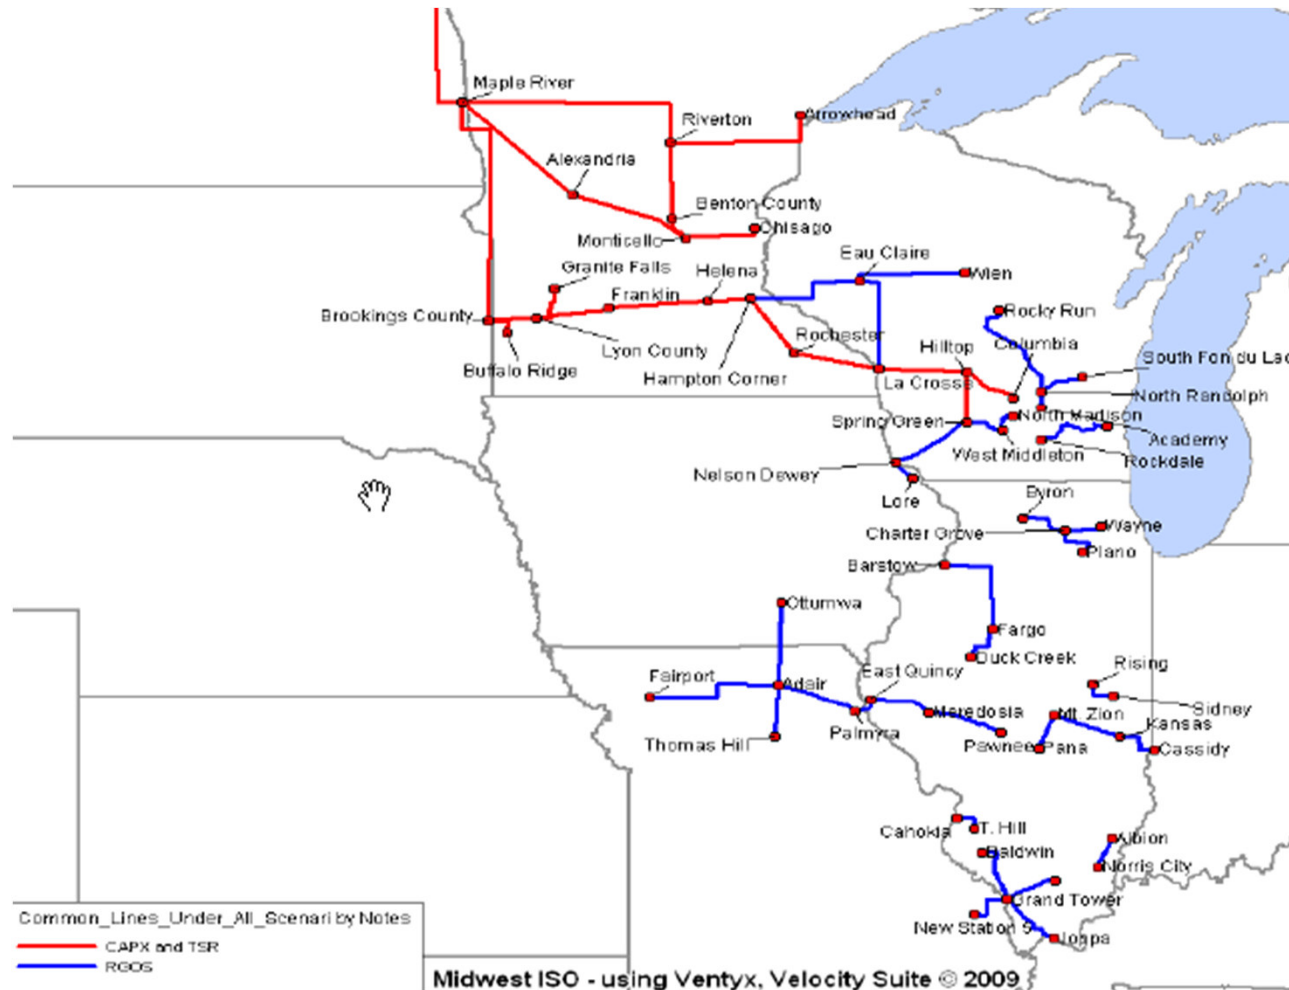 Maple River
Arrowhead
Riverton
Alexandria
Benton County
Chisago
Monticello
Eau Claire
Granite Falls
Helena
Wien
Franklin
Brookings County
Rocky Run
Rochester
Columbia
Hilltop
Lyon County
South Fon du Lac
Buffalo Ridge
Hampton Corner
La Crosse
North Randolph
North Madison
Spring Green
Academy
West Middleton
Rockdale
Nelson Dewey
Lore
Byron
Charter Grove
Wayne
Plano
Barstow
Ottumwa
Fargo
Duck Creek
Rising
East Quincy
Fairport
Adair
Meredosia
Sidney
Mt. Zion
Kansas
Palmyra
Thomas Hill
Pawnee
Pana
Cassidy
Cahokia
T. Hill
Albion
Baldwin
Norris City
Grand Tower
New Station 9
Joppa
Common_Lines_Under_All_Scenari by Notes
CAPX and TSR
RGOS
Midwest ISO - using Ventyx, Velocity Suite © 2009